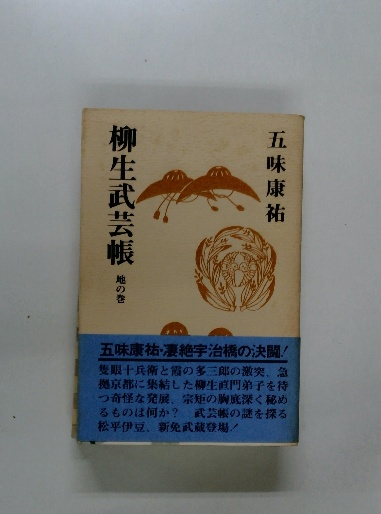 五味康祐
柳生武芸帳
地の巻
五味康祐・凄絶宇治橋の決闘!
隻眼十兵衛と霞の多三郎の激突、急
拠京都に集結した柳生直門弟子を待
つ奇怪な発展、宗矩の胸底深く秘め
るものは何か? 武芸帳の謎を探る
松平伊豆、新免武蔵登場!